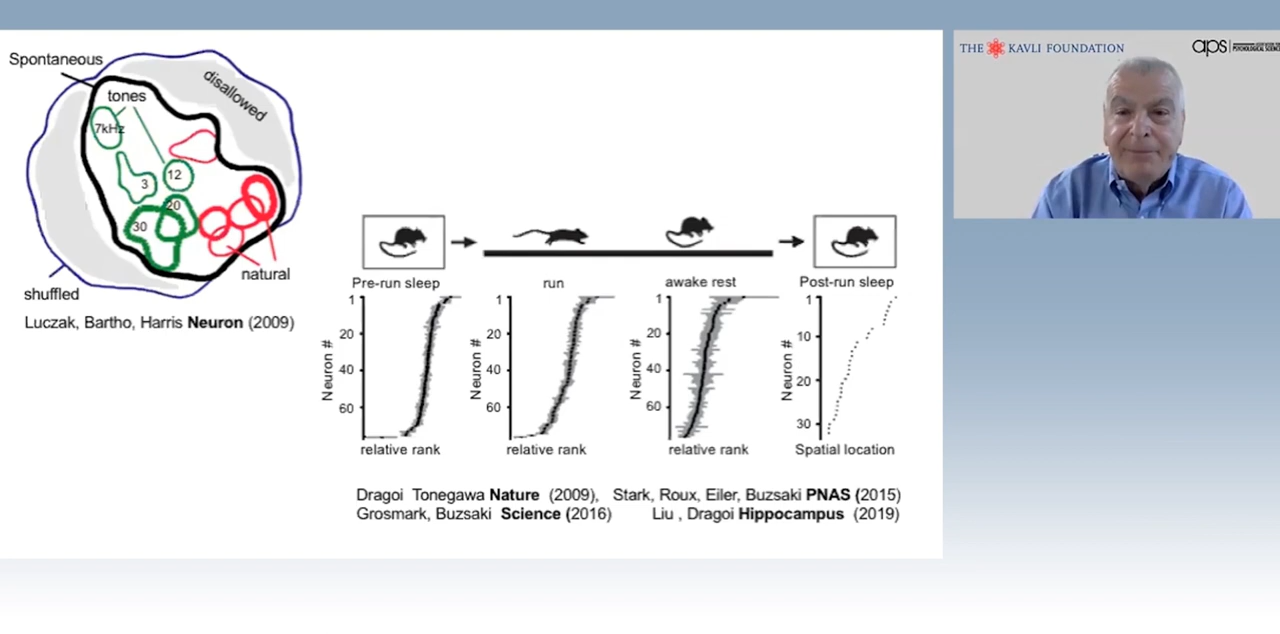 Spontaneous
disallowed
tones
7kHz
12
3
20
30
natural
shuffled
Luczak, Bartho, Harris Neuron (2009)
Pre-run sleep
run
awake rest
Post-run sleep
Neuron #
1
20
40
60
relative rank
Neuron #
1
20
40
60
relative rank
Neuron #
1
20
40
60
relative rank
Neuron #
1
10
20
30
Spatial location
Dragoi Tonegawa Nature (2009), Stark, Roux, Eiler, Buzsaki PNAS (2015)
Grosmark, Buzsaki Science (2016) Liu , Dragoi Hippocampus (2019)
THE KAVLI FOUNDATION
aps